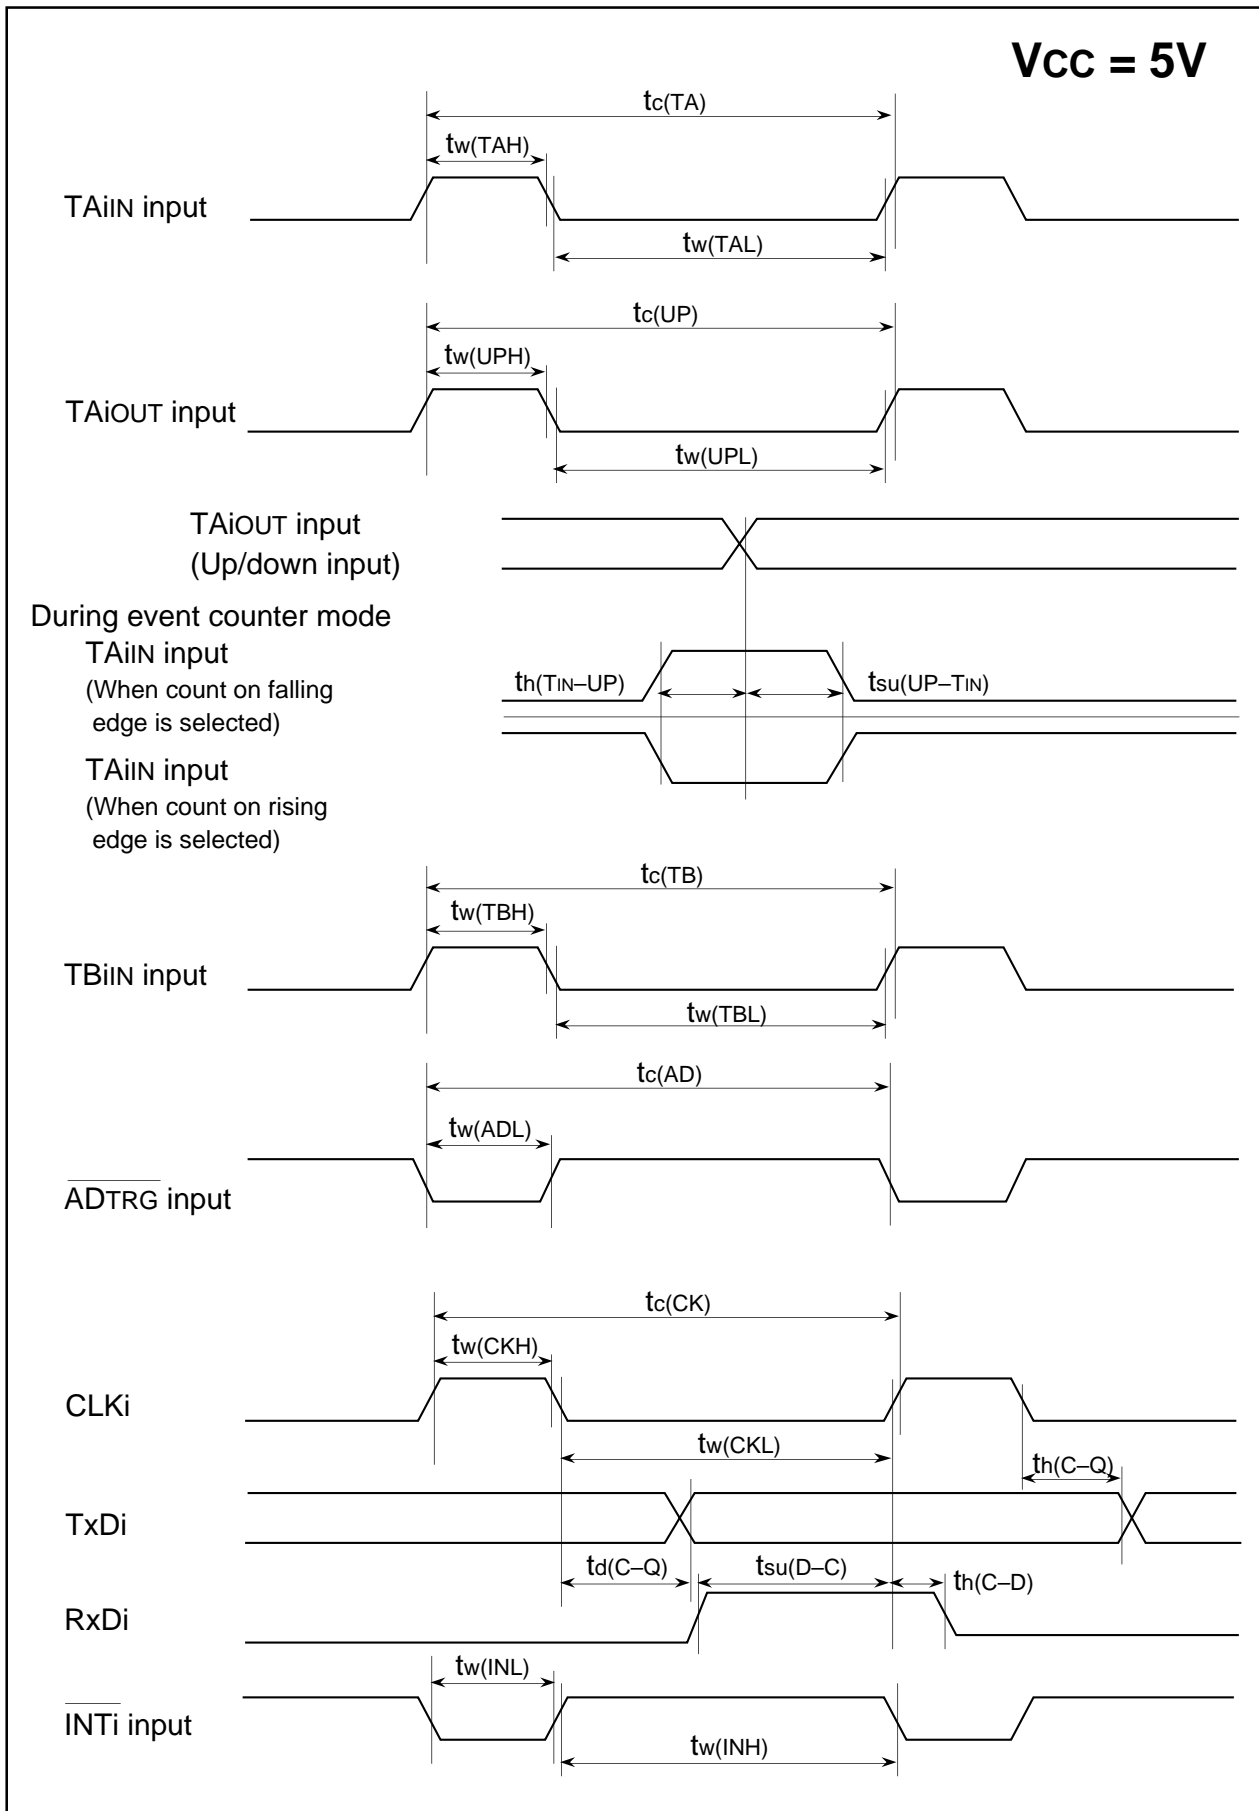 VCC = 5V
tc(TA)
tw(TAH)
TAiIN input
tw(TAL)
tc(UP)
tw(UPH)
TAiOUT input
tw(UPL)
TAiOUT input
(Up/down input)
During event counter mode
TAiIN input
(When count on falling
edge is selected)
th(TIN–UP)
tsu(UP–TIN)
TAiIN input
(When count on rising
edge is selected)
tc(TB)
tw(TBH)
TBiIN input
tw(TBL)
tc(AD)
tw(ADL)
ADTRG input
tc(CK)
tw(CKH)
CLKi
tw(CKL)
th(C–Q)
TxDi
td(C–Q)
tsu(D–C)
th(C–D)
RxDi
tw(INL)
INTi input
tw(INH)